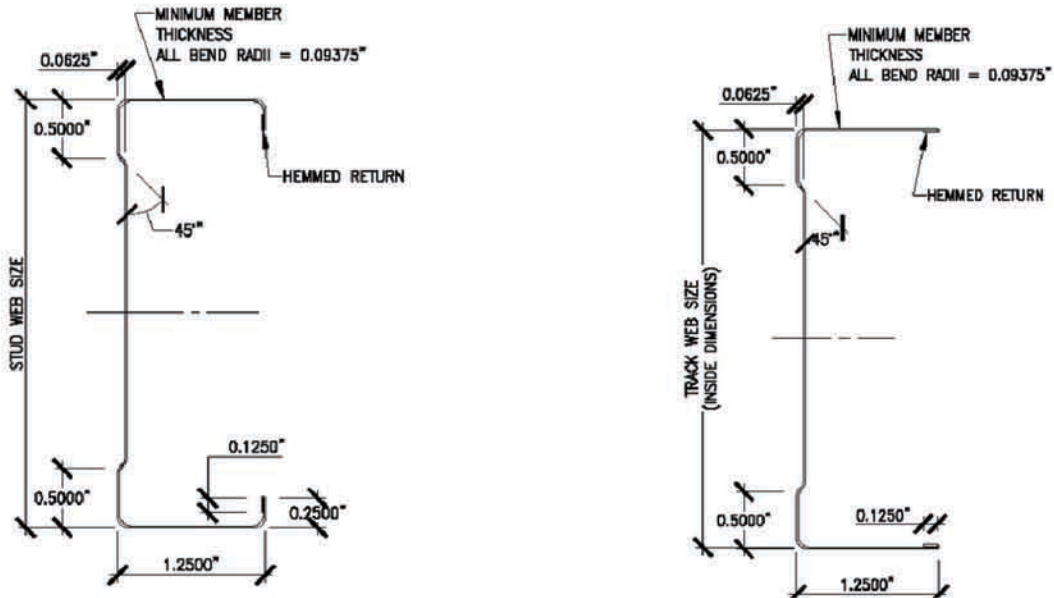 MINIMUM MEMBER
THICKNESS
ALL BEND RADII = 0.09375"
0.0625"
0.5000"
HEMMED RETURN
45°"
STUD WEB SIZE
0.1250"
0.5000"
0.2500"
1.2500"
MINIMUM MEMBER
THICKNESS
ALL BEND RADII = 0.09375"
0.0625"
0.5000"
HEMMED RETURN
45°"
TRACK WEB SIZE
(INSIDE DIMENSIONS)
0.1250"
0.5000"
1.2500"